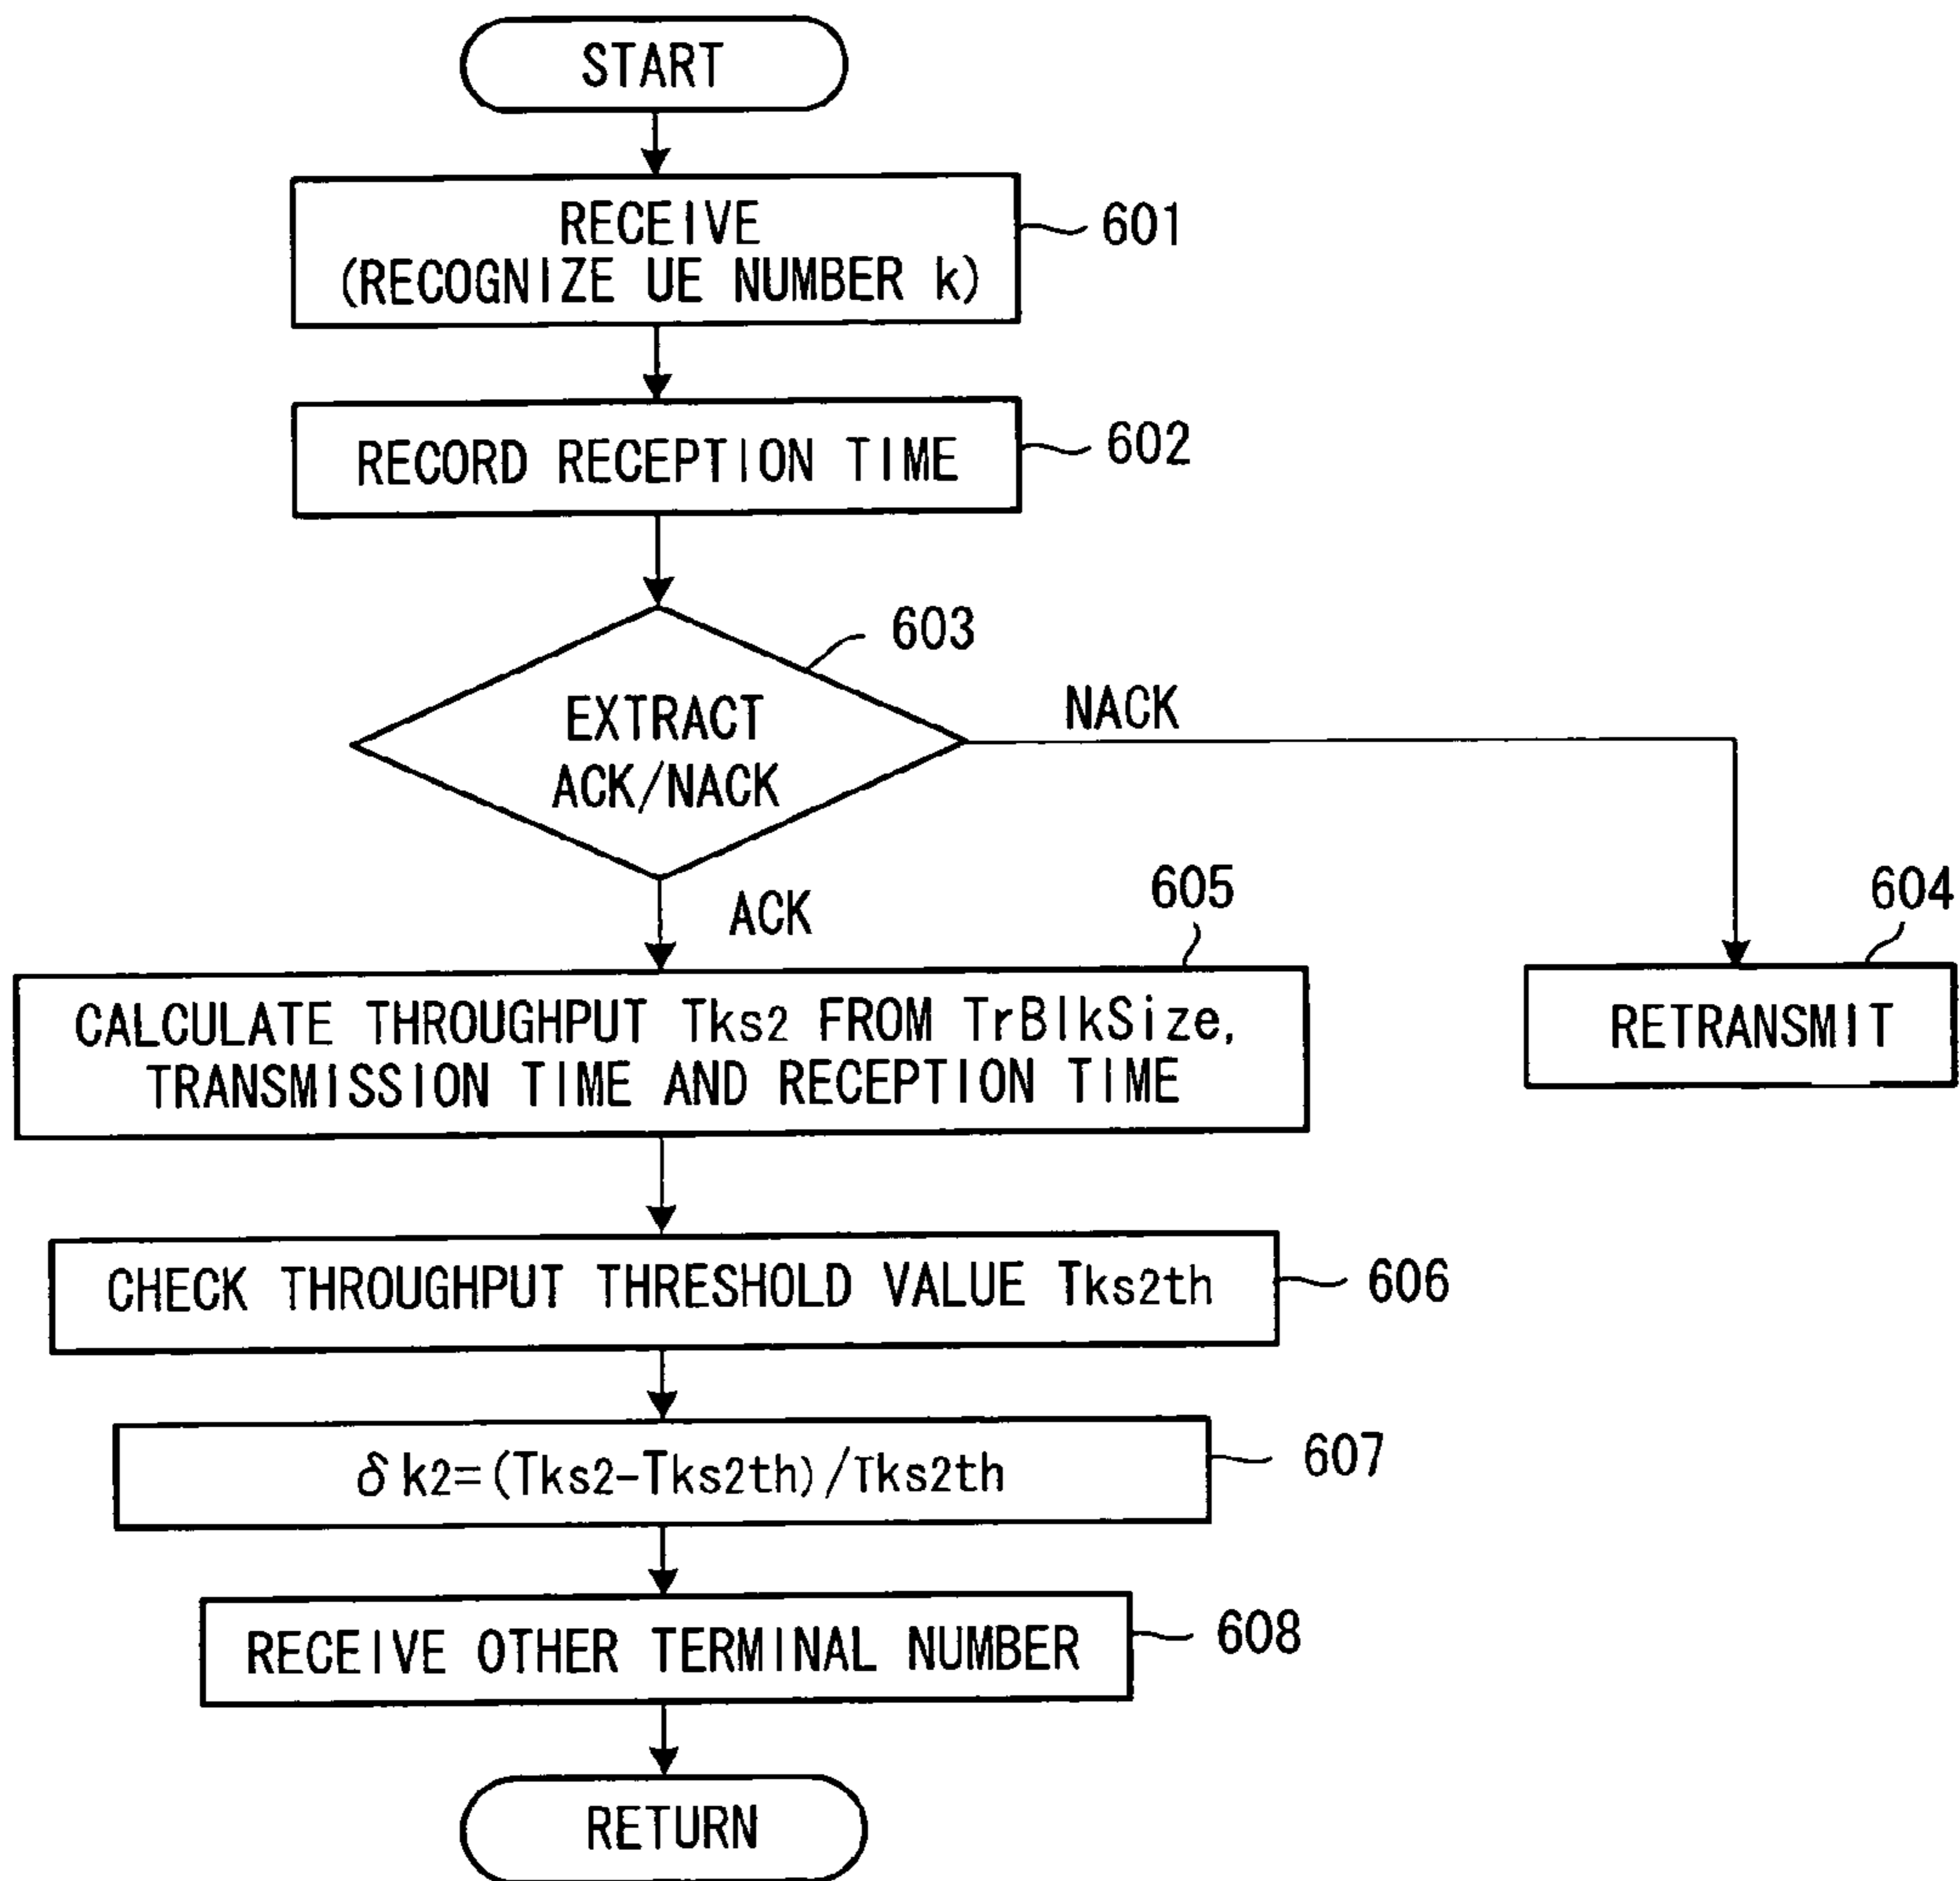 START
RECEIVE
(RECOGNIZE UE NUMBER k)
601
RECORD RECEPTION TIME
602
603
EXTRACT
ACK/NACK
NACK
ACK
605
604
CALCULATE THROUGHPUT Tks2 FROM TrBlkSize,
TRANSMISSION TIME AND RECEPTION TIME
RETRANSMIT
CHECK THROUGHPUT THRESHOLD VALUE Tks2th
606
δk2=(Tks2-Tks2th)/Tks2th
607
RECEIVE OTHER TERMINAL NUMBER
608
RETURN